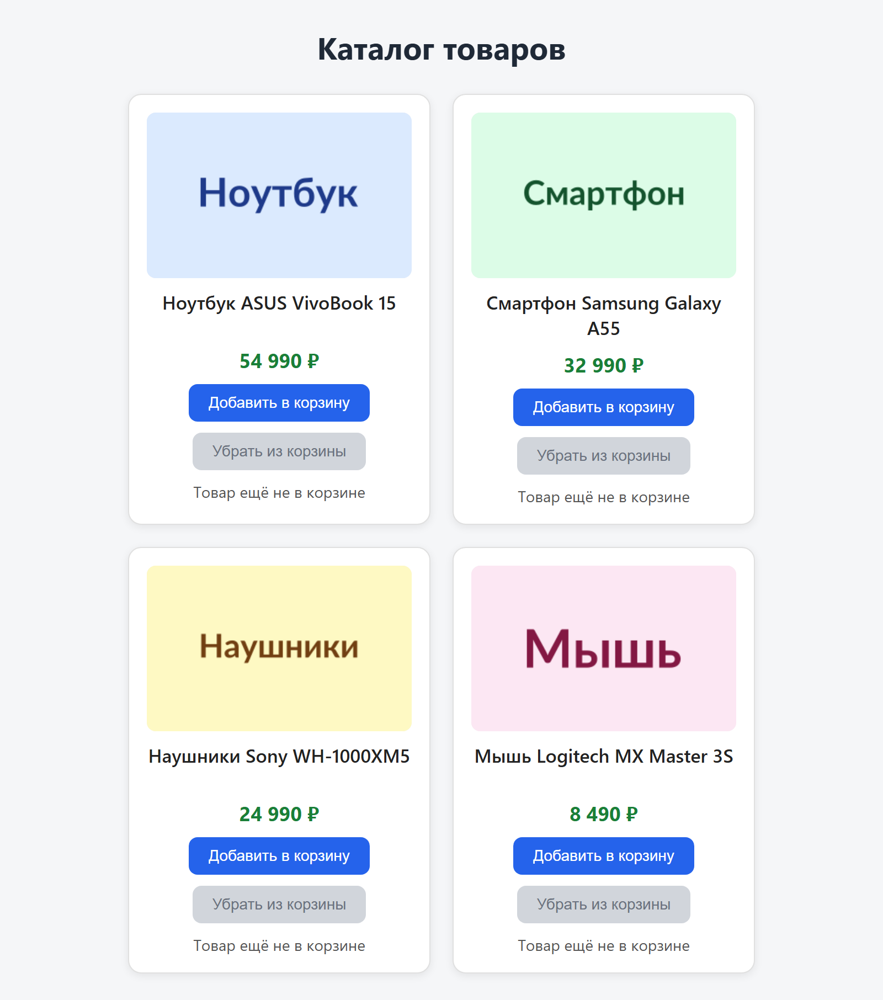 Каталог товаров
Ноутбук
Ноутбук ASUS VivoBook 15
54 990 ₽
Добавить в корзину
Убрать из корзины
Товар ещё не в корзине
Смартфон
Смартфон Samsung Galaxy
A55
32 990 ₽
Добавить в корзину
Убрать из корзины
Товар ещё не в корзине
Наушники
Наушники Sony WH-1000XM5
24 990 ₽
Добавить в корзину
Убрать из корзины
Товар ещё не в корзине
Мышь
Мышь Logitech MX Master 3S
8 490 ₽
Добавить в корзину
Убрать из корзины
Товар ещё не в корзине